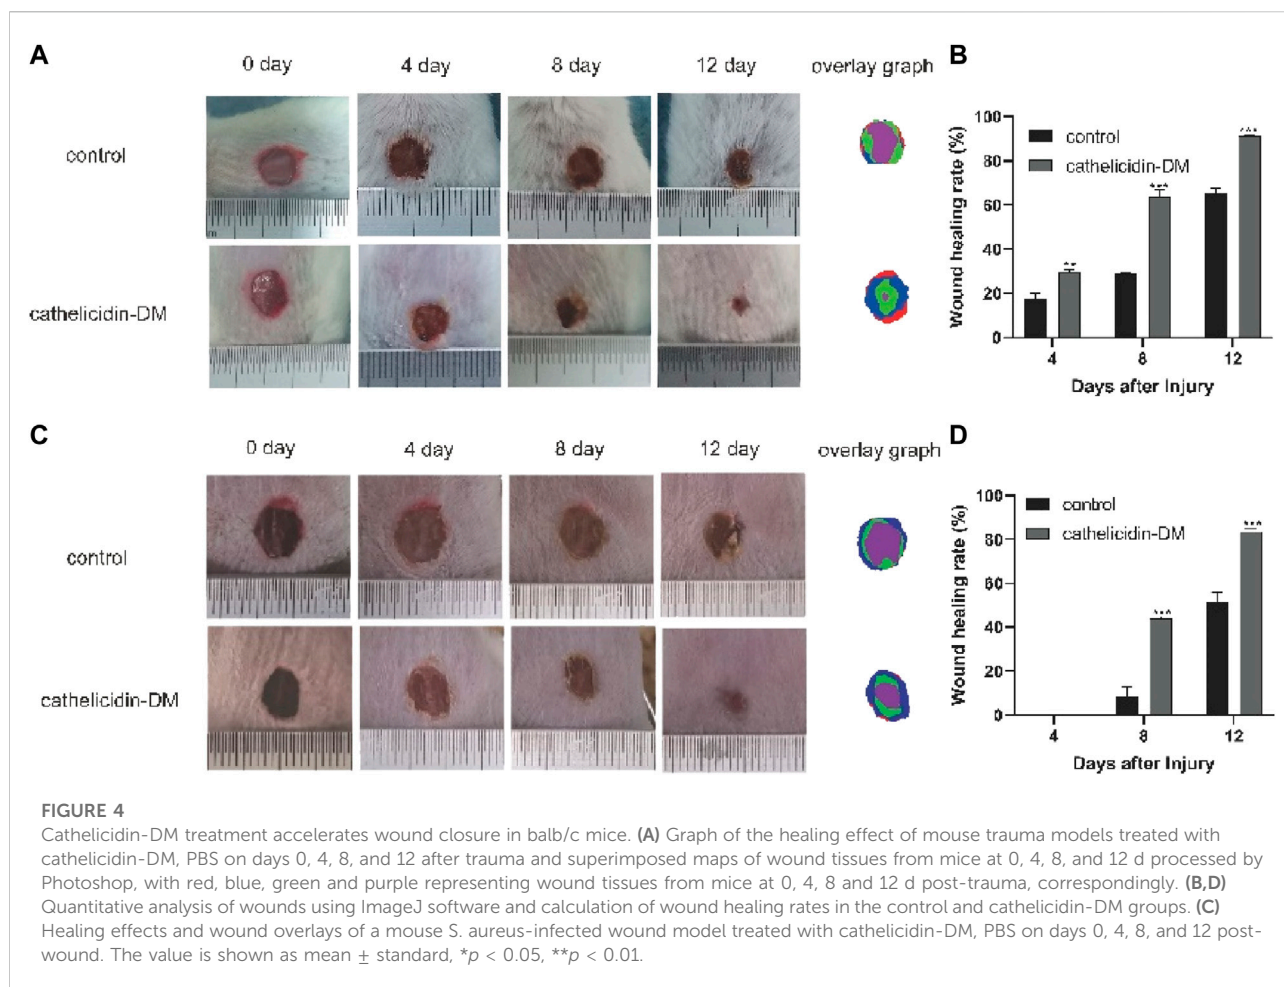 A
0 day
4 day
8 day
12 day
overlay graph
control
cathelicidin-DM
B
100
80
60
40
20
0
Wound healing rate (%)
control
cathelicidin-DM
**
***
***
4
8
12
Days after Injury
C
0 day
4 day
8 day
12 day
overlay graph
control
cathelicidin-DM
D
100
80
60
40
20
0
Wound healing rate (%)
control
cathelicidin-DM
***
***
4
8
12
Days after Injury
FIGURE 4
Cathelicidin-DM treatment accelerates wound closure in balb/c mice. (A) Graph of the healing effect of mouse trauma models treated with
cathelicidin-DM, PBS on days 0, 4, 8, and 12 after trauma and superimposed maps of wound tissues from mice at 0, 4, 8, and 12 d processed by
Photoshop, with red, blue, green and purple representing wound tissues from mice at 0, 4, 8 and 12 d post-trauma, correspondingly. (B,D)
Quantitative analysis of wounds using ImageJ software and calculation of wound healing rates in the control and cathelicidin-DM groups. (C)
Healing effects and wound overlays of a mouse S. aureus-infected wound model treated with cathelicidin-DM, PBS on days 0, 4, 8, and 12 post-
wound. The value is shown as mean ± standard, *p < 0.05, **p < 0.01.